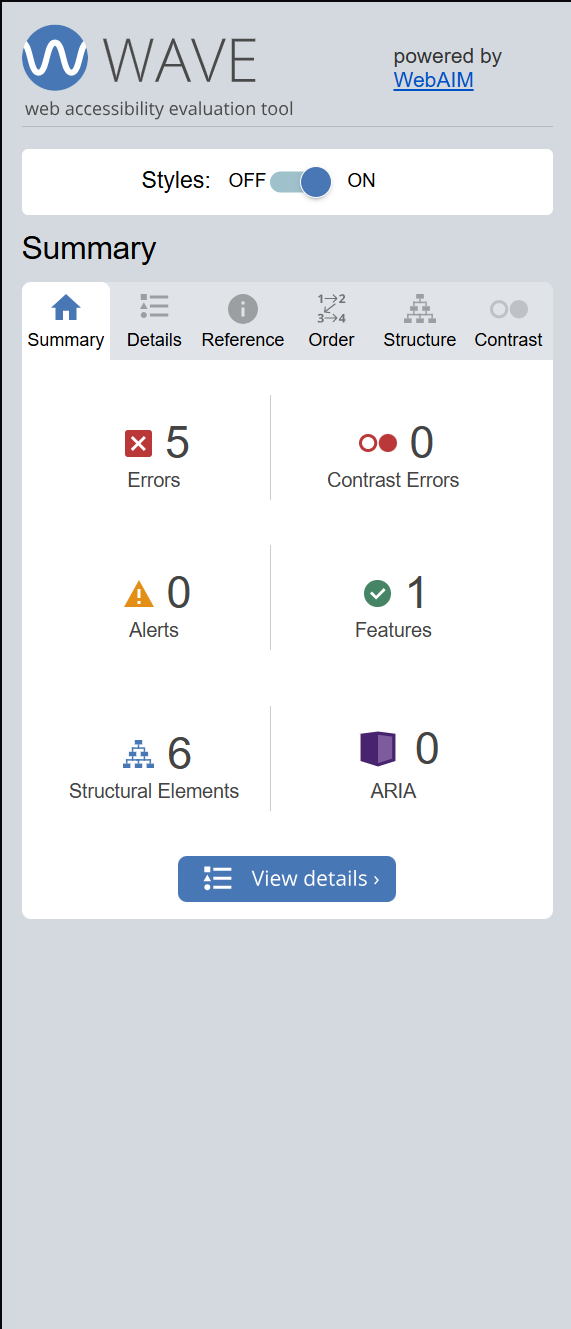 WAVE
powered by
WebAIM
web accessibility evaluation tool
Styles: OFF ON
Summary
Summary Details Reference Order Structure Contrast
1→2
3→4
5 0
Errors Contrast Errors
0 1
Alerts Features
6 0
Structural Elements ARIA
View details ›